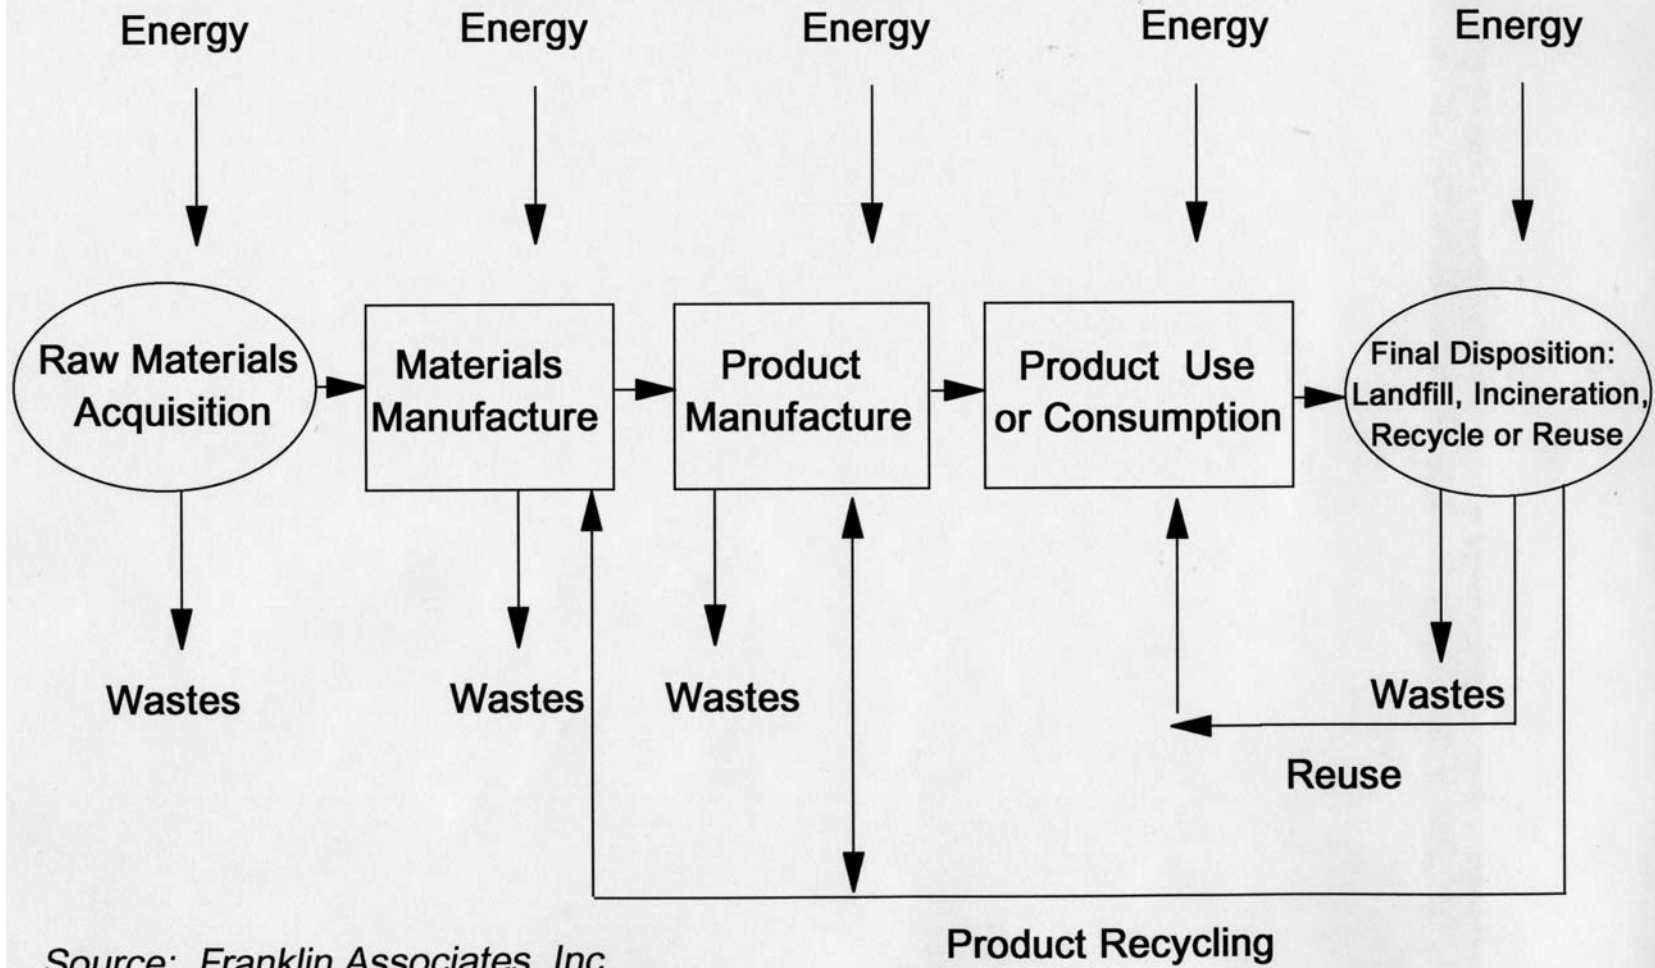 Energy
Energy
Energy
Energy
Energy
Raw Materials
Acquisition
Materials
Manufacture
Product
Manufacture
Product Use
or Consumption
Final Disposition:
Landfill, Incineration,
Recycle or Reuse
Wastes
Wastes
Wastes
Wastes
Reuse
Product Recycling
Source: Franklin Associates, Inc.